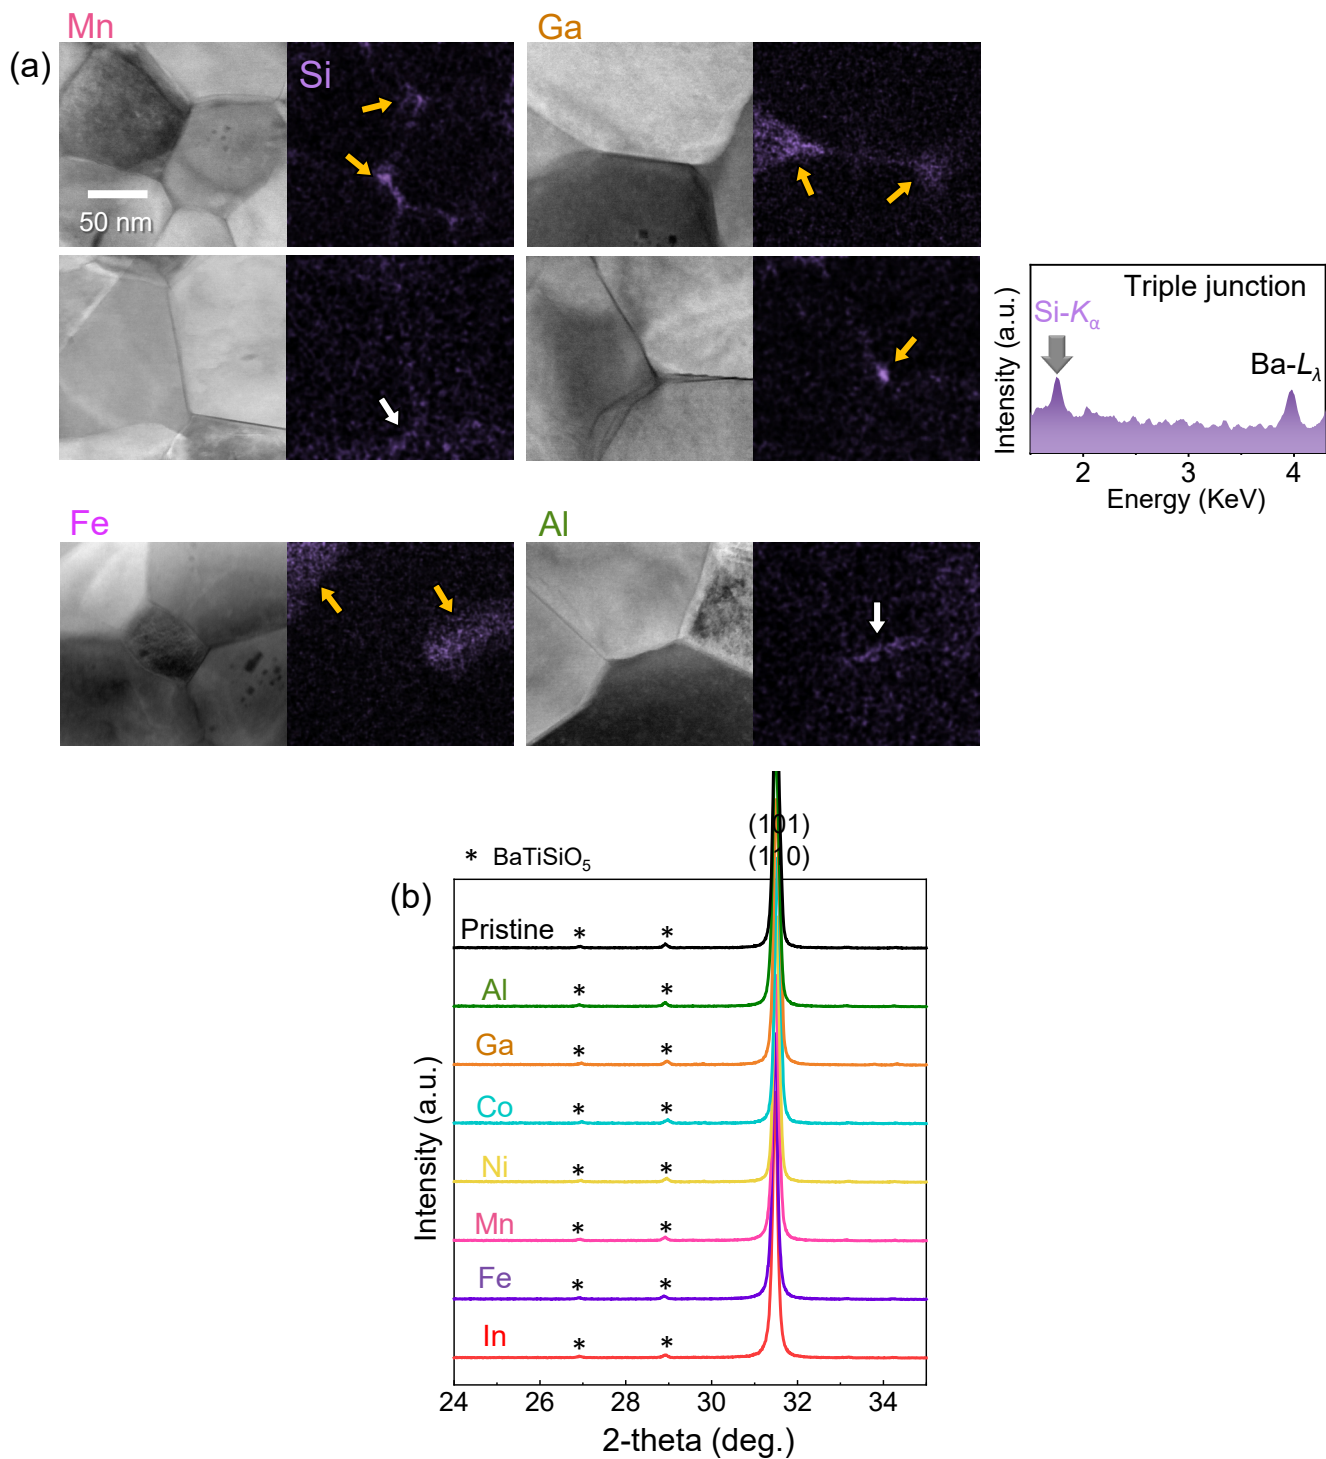 Mn
Ga
(a)
Si
50 nm
Triple junction
Si-Kα
Ba-Lλ
Intensity (a.u.)
2 3 4
Energy (KeV)
Fe
Al
(101)
* BaTiSiO₅
(110)
(b)
Pristine * *
Al * *
Ga * *
Co * *
Ni * *
Mn * *
Fe * *
In * *
Intensity (a.u.)
24 26 28 30 32 34
2-theta (deg.)